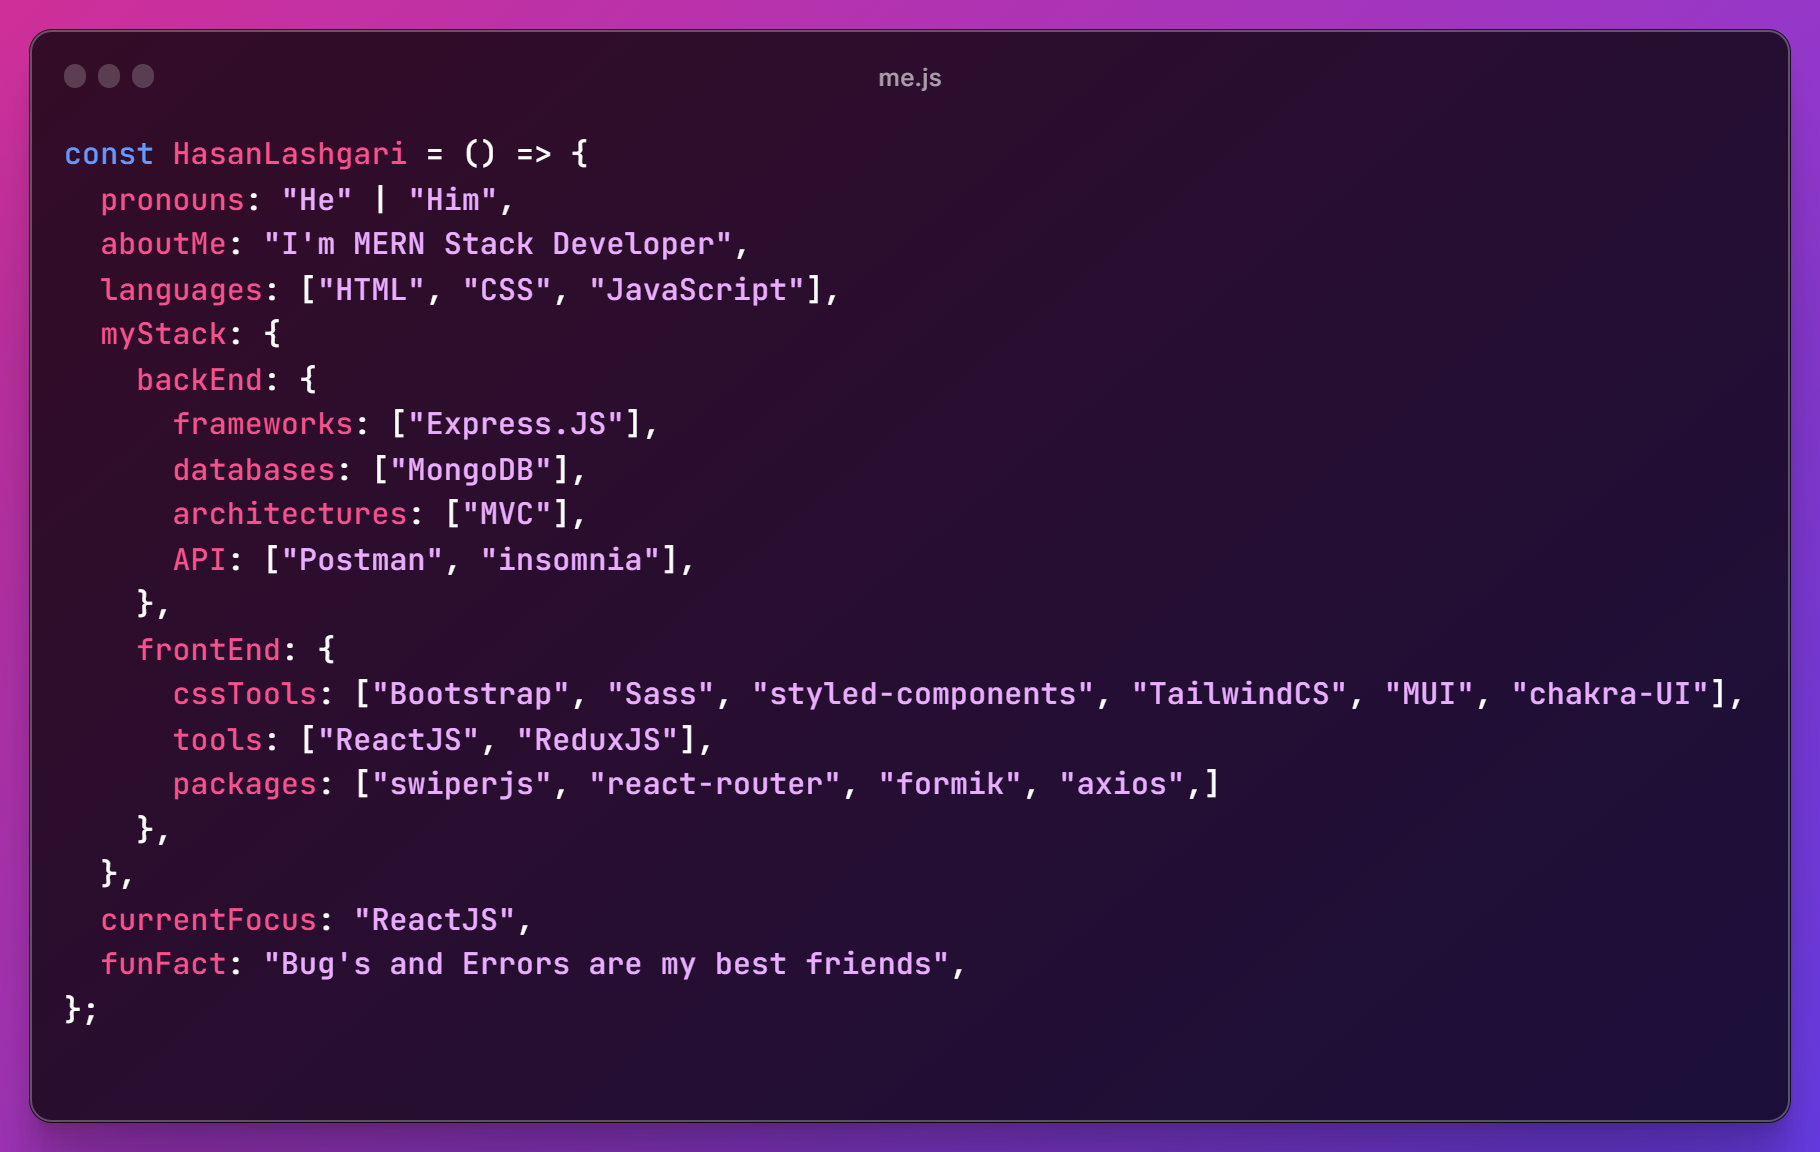 me.js
const HasanLashgari = () => {
  pronouns: "He" | "Him",
  aboutMe: "I'm MERN Stack Developer",
  languages: ["HTML", "CSS", "JavaScript"],
  myStack: {
    backEnd: {
      frameworks: ["Express.JS"],
      databases: ["MongoDB"],
      architectures: ["MVC"],
      API: ["Postman", "insomnia"],
    },
    frontEnd: {
      cssTools: ["Bootstrap", "Sass", "styled-components", "TailwindCS", "MUI", "chakra-UI"],
      tools: ["ReactJS", "ReduxJS"],
      packages: ["swiperjs", "react-router", "formik", "axios",]
    },
  },
  currentFocus: "ReactJS",
  funFact: "Bug's and Errors are my best friends",
};